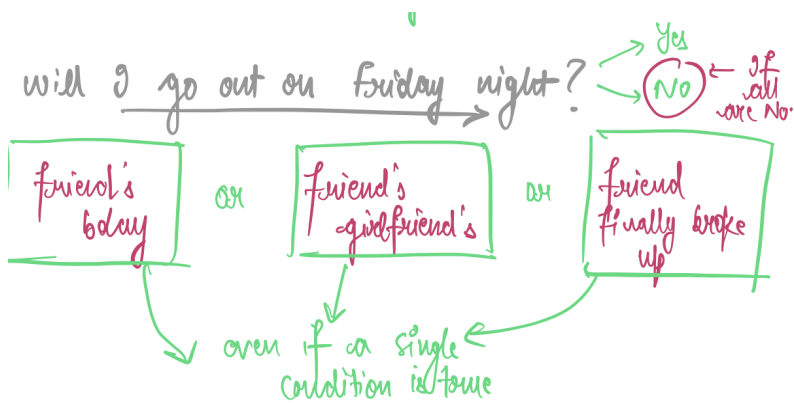 Yes
will I go out on Friday night?
No
If
all
are No.
friend's
bday
or
friend's
girlfriend's
or
friend
finally broke
up
even if a single
condition is true